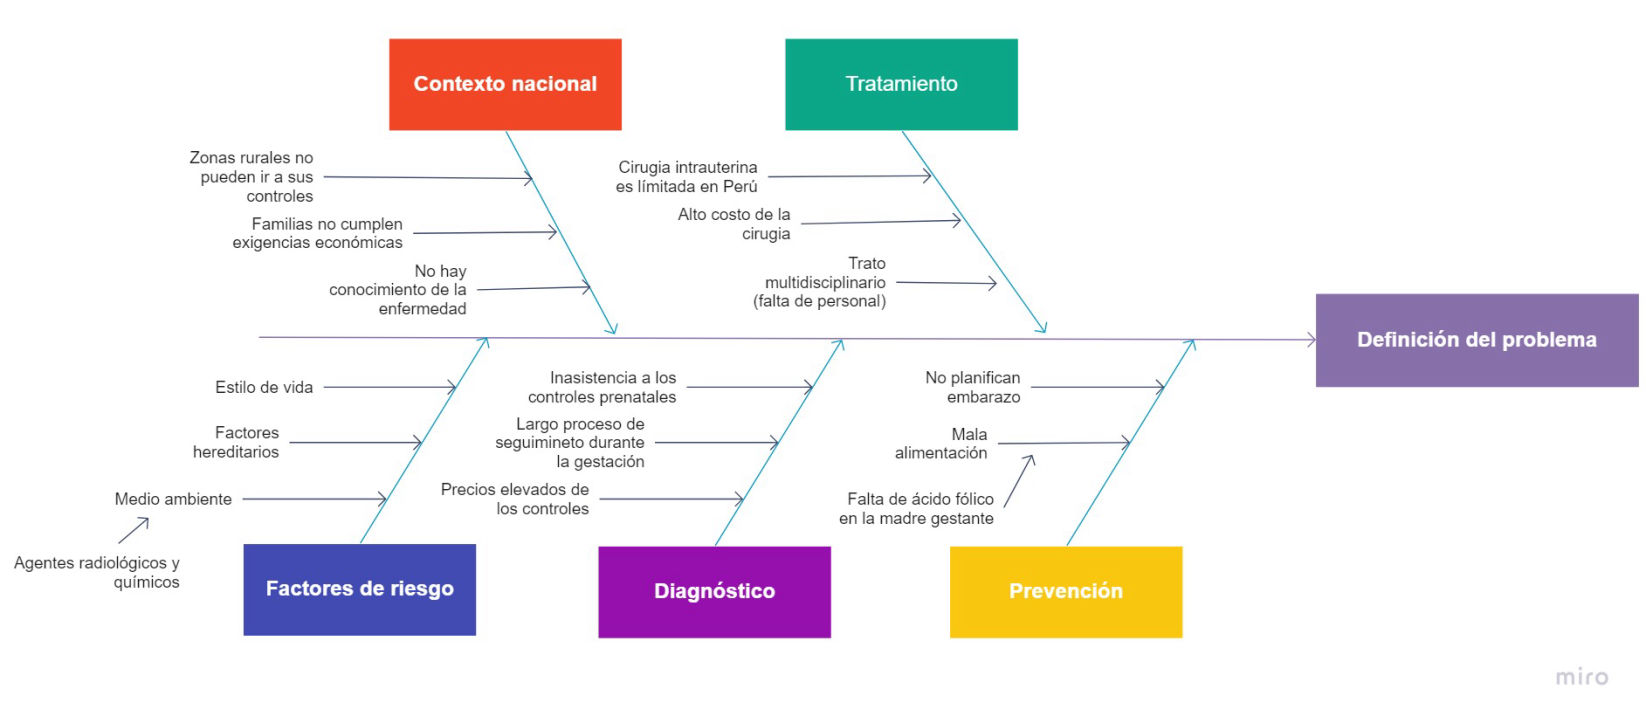 Contexto nacional
Tratamiento
Zonas rurales no
pueden ir a sus
controles
Familias no cumplen
exigencias económicas
No hay
conocimiento de la
enfermedad
Cirugia intrauterina
es límitada en Perú
Alto costo de la
cirugia
Trato
multidisciplinario
(falta de personal)
Definición del problema
Estilo de vida
Factores
hereditarios
Medio ambiente
Agentes radiológicos y
químicos
Factores de riesgo
Inasistencia a los
controles prenatales
Largo proceso de
seguimineto durante
la gestación
Precios elevados de
los controles
Diagnóstico
No planifican
embarazo
Mala
alimentación
Falta de ácido fólico
en la madre gestante
Prevención
miro